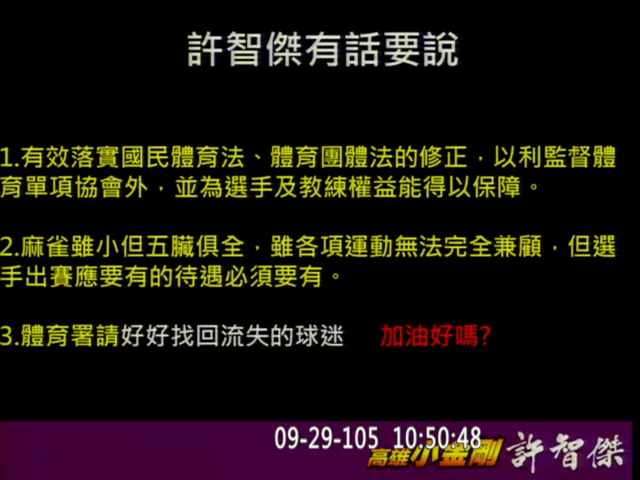 許智傑有話要說
1.有效落實國民體育法、體育團體法的修正，以利監督體
育單項協會外，並為選手及教練權益能得以保障。
2.麻雀雖小但五臟俱全，雖各項運動無法完全兼顧，但選
手出賽應要有的待遇必須要有。
3.體育署請好好找回流失的球迷 加油好嗎?
09-29-105 10:50:48
高雄小金剛 許智傑